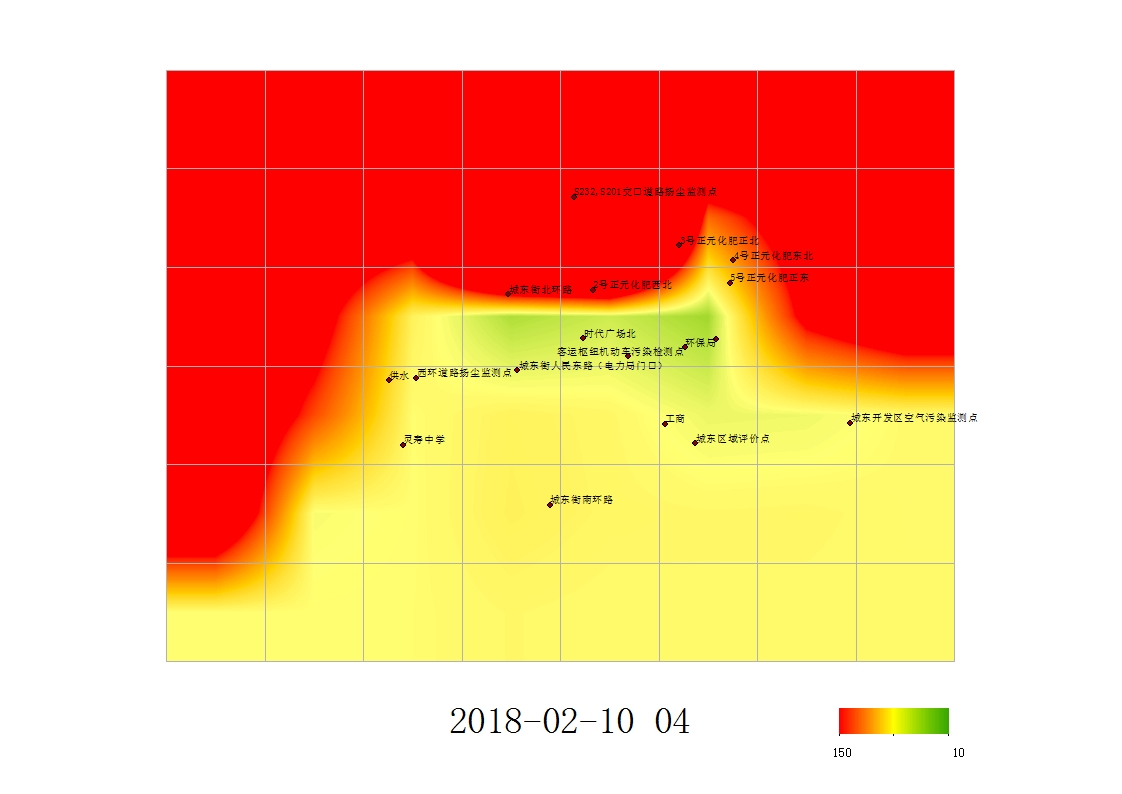 S232,S201交口道路扬尘监测点
3号正元化肥正北
4号正元化肥东北
5号正元化肥正东
2号正元化肥西北
城东街北环路
时代广场北
环保局
客运枢纽机动车污染检测点
城东街人民东路（电力局门口）
西环道路扬尘监测点
供水
工商
城东开发区空气污染监测点
城东区域评价点
灵寿中学
城东街南环路
2018-02-10 04
150
10